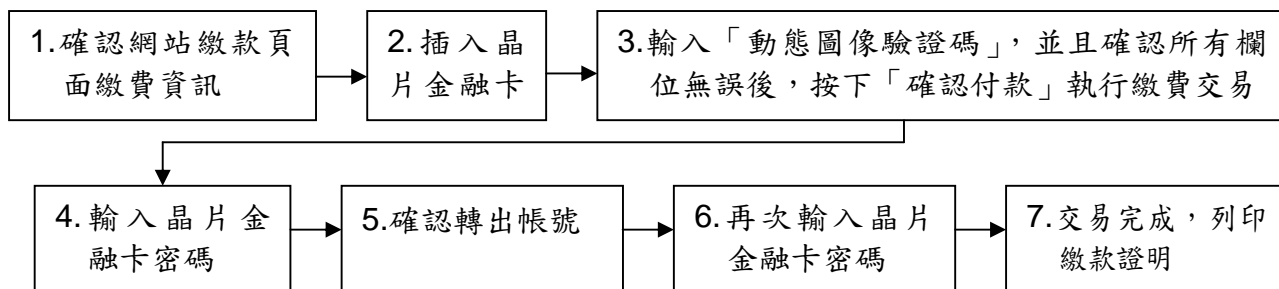 1.確認網站繳款頁
面繳費資訊
2.插入晶
片金融卡
3.輸入「動態圖像驗證碼」，並且確認所有欄
位無誤後，按下「確認付款」執行繳費交易
4.輸入晶片金
融卡密碼
5.確認轉出帳號
6.再次輸入晶片
金融卡密碼
7.交易完成，列印
繳款證明